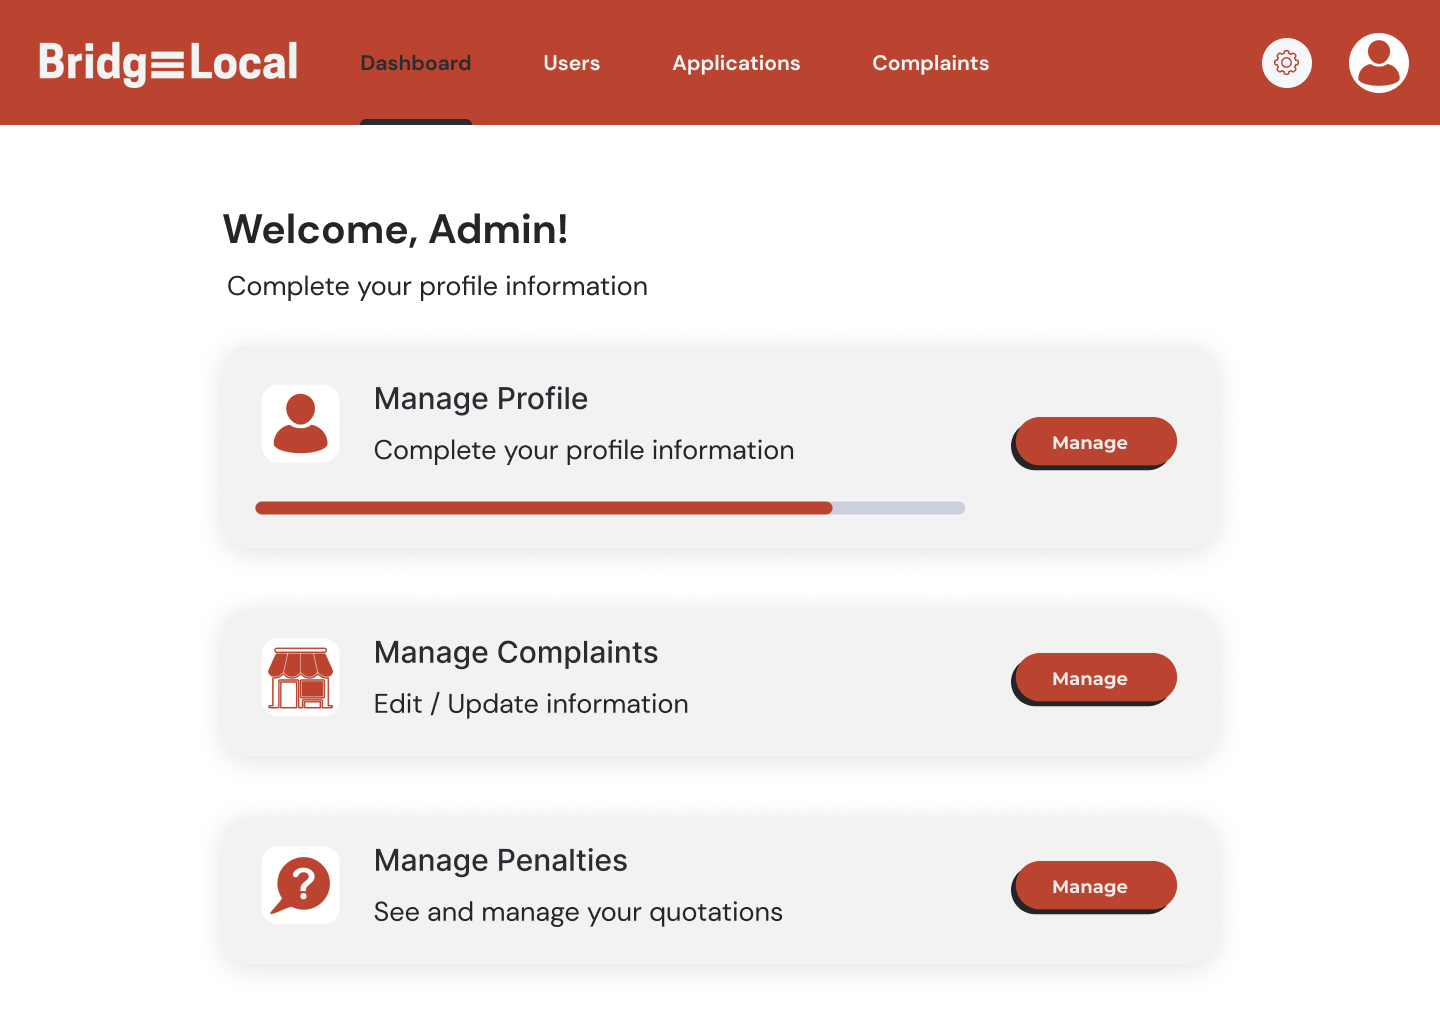 Bridg≡Local
Dashboard Users Applications Complaints
Welcome, Admin!
Complete your profile information
Manage Profile
Complete your profile information
Manage
Manage Complaints
Edit / Update information
Manage
?
Manage Penalties
See and manage your quotations
Manage